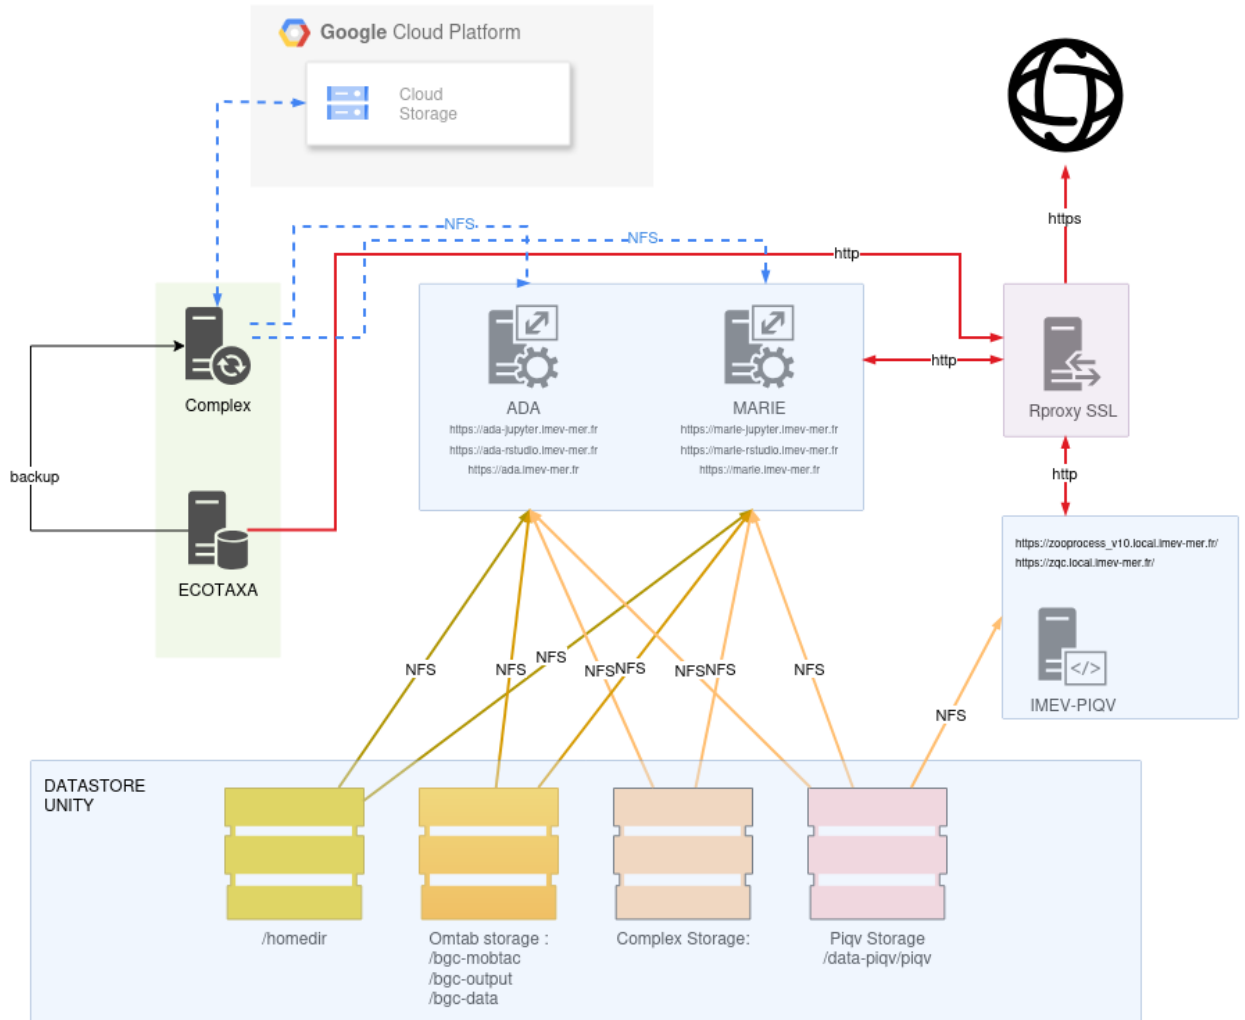 Google Cloud Platform
Cloud
Storage
https
NFS
NFS
http
http
Complex
ADA
https://ada-jupyter.imev-mer.fr
https://ada-rstudio.imev-mer.fr
https://ada.imev-mer.fr
MARIE
https://marie-jupyter.imev-mer.fr
https://marie-rstudio.imev-mer.fr
https://marie.imev-mer.fr
Rproxy SSL
backup
http
ECOTAXA
https://zooprocess_v10.local.imev-mer.fr/
https://zqc.local.imev-mer.fr/
NFS
NFS
NFS
NFS
NFS
NFS
NFS
NFS
IMEV-PIQV
NFS
DATASTORE
UNITY
/homedir
Omtab storage :
/bgc-mobtac
/bgc-output
/bgc-data
Complex Storage:
Piqv Storage
/data-piqv/piqv